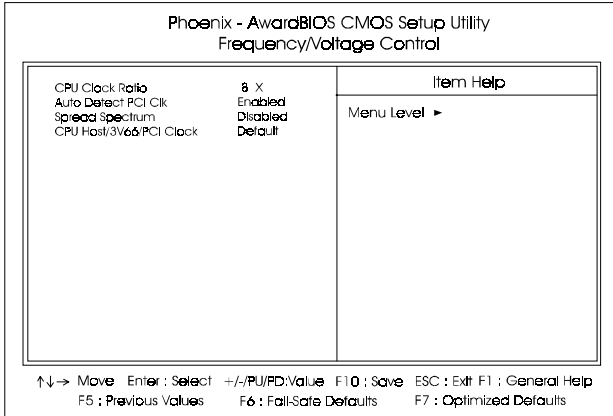 Phoenix - AwardBIOS CMOS Setup Utility
Frequency/Voltage Control
CPU Clock Ratio 8 X
Auto Detect PCI Clk Enabled
Spread Spectrum Disabled
CPU Host/3V66/PCI Clock Default
Item Help
Menu Level ►
↑↓→ Move Enter : Select +/-/PU/PD:Value F10 : Save ESC : Exit F1 : General Help
F5 : Previous Values F6 : Fail-Safe Defaults F7 : Optimized Defaults